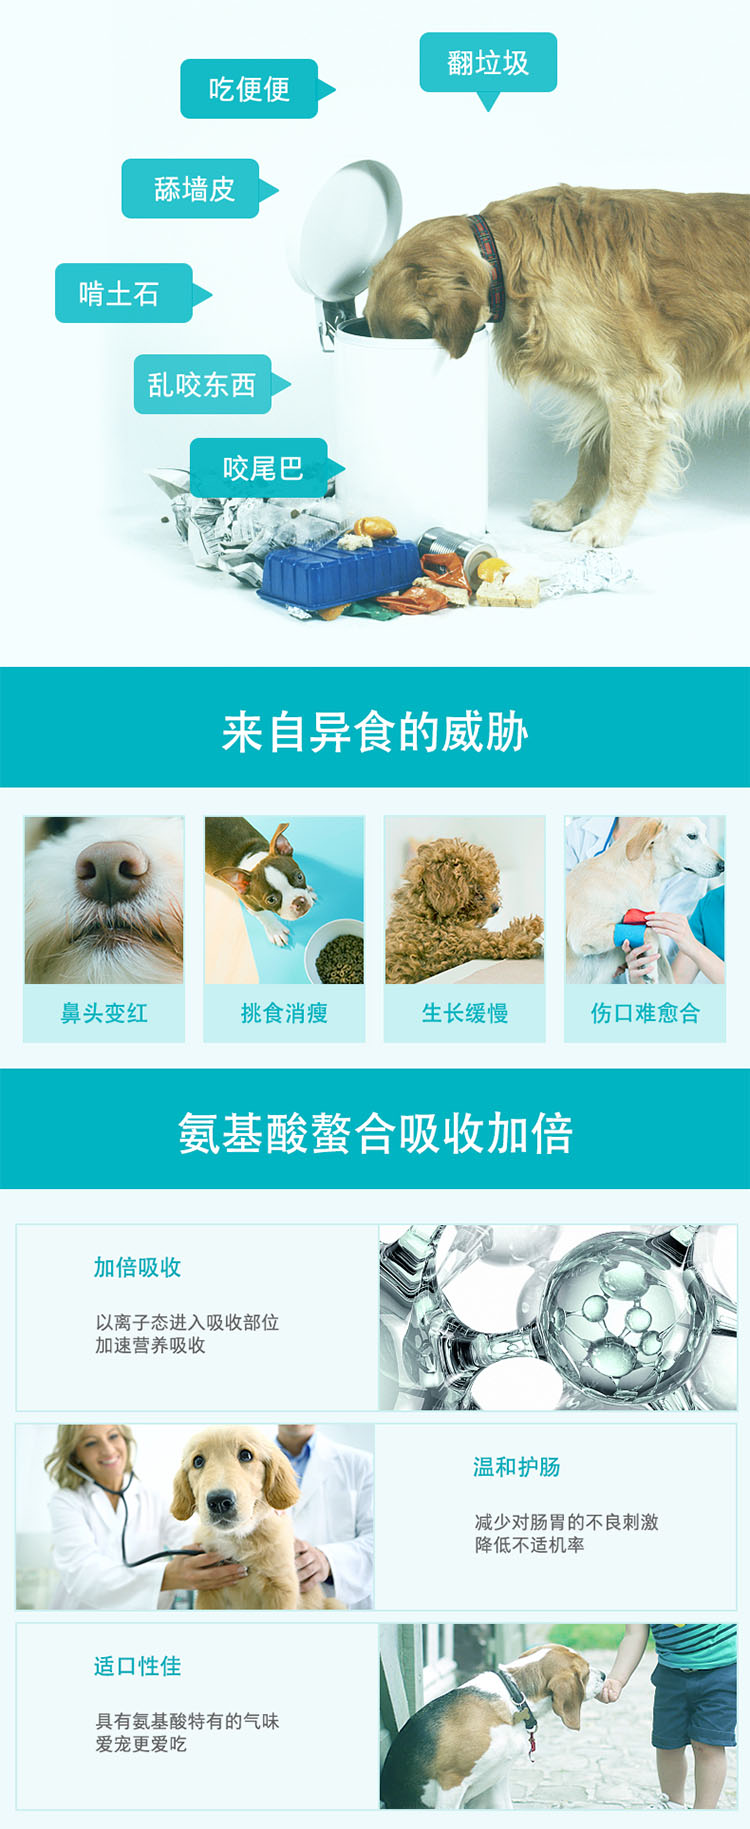 翻垃圾
吃便便
舔墙皮
啃土石
乱咬东西
咬尾巴
来自异食的威胁
鼻头变红
挑食消瘦
生长缓慢
伤口难愈合
氨基酸螯合吸收加倍
加倍吸收
以离子态进入吸收部位
加速营养吸收
温和护肠
减少对肠胃的不良刺激
降低不适机率
适口性佳
具有氨基酸特有的气味
爱宠更爱吃